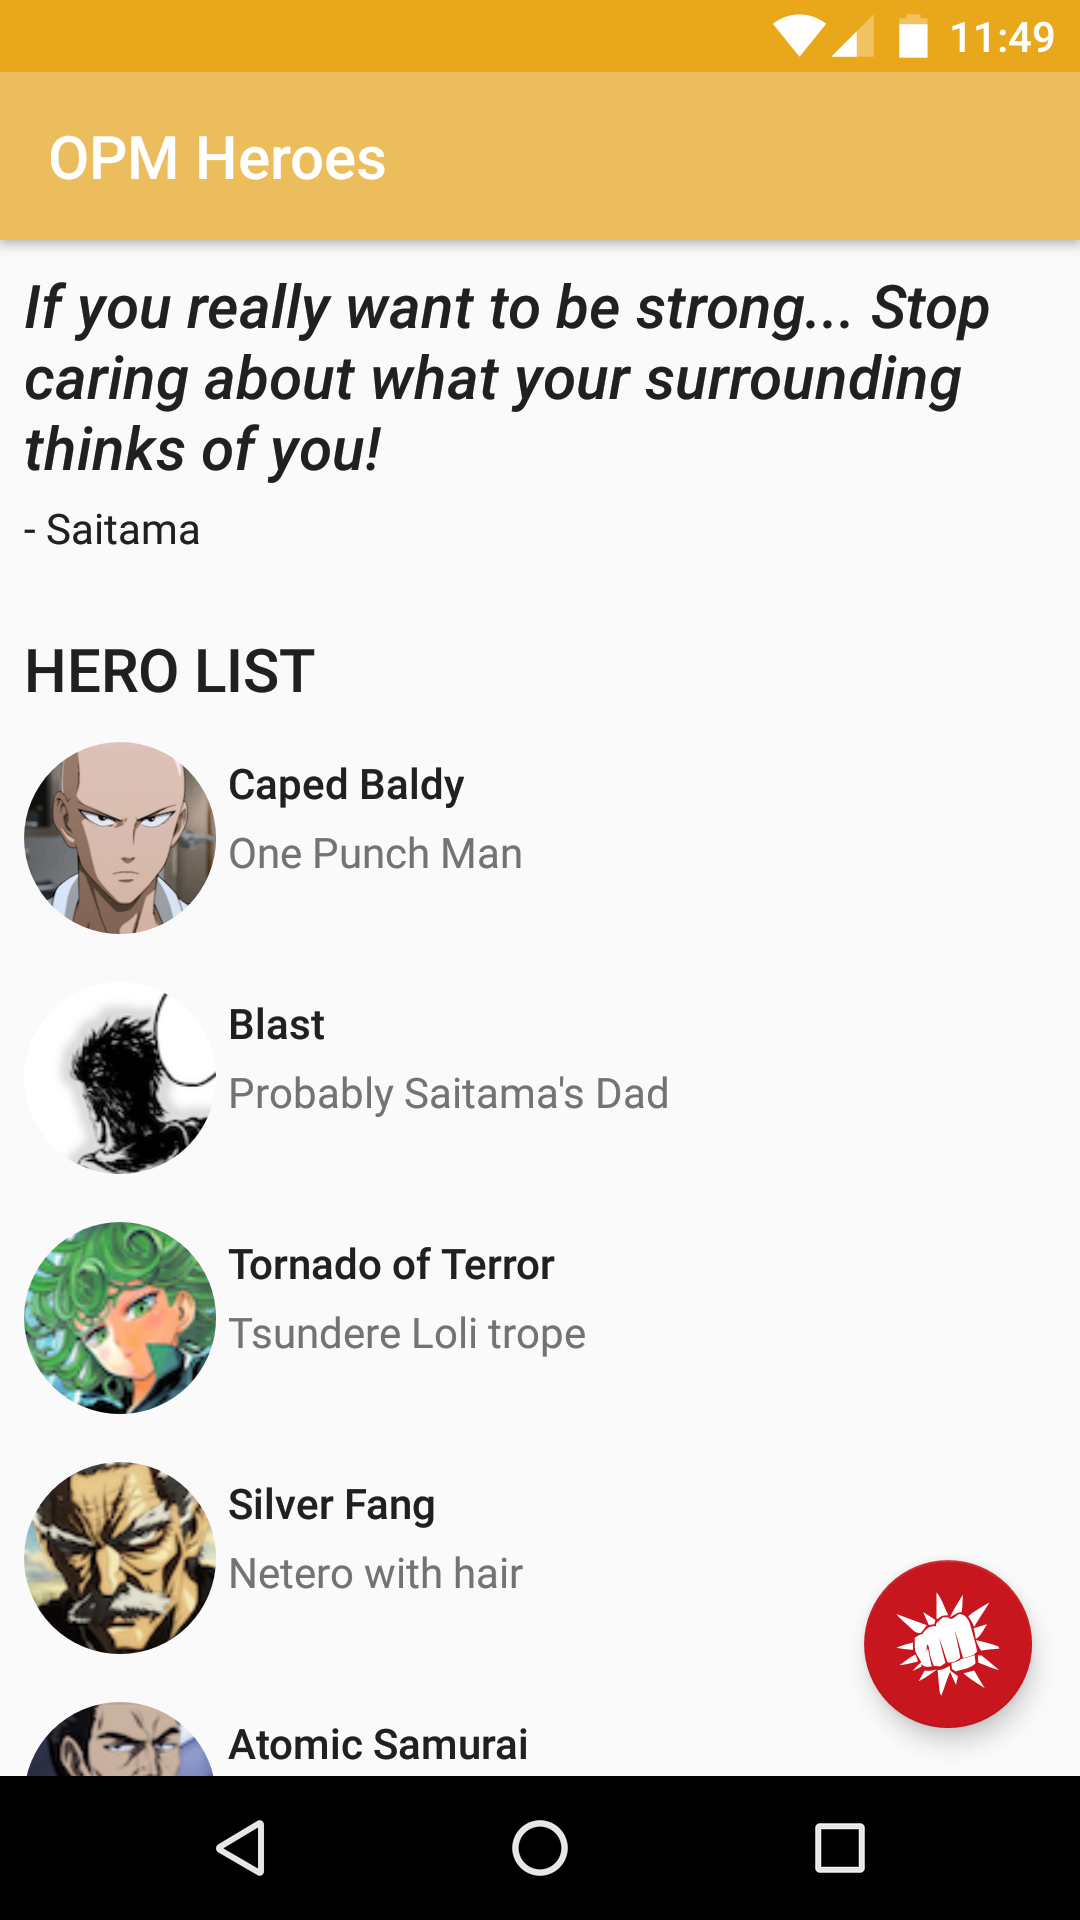 11:49
OPM Heroes
If you really want to be strong... Stop
caring about what your surrounding
thinks of you!
- Saitama
HERO LIST
Caped Baldy
One Punch Man
Blast
Probably Saitama's Dad
Tornado of Terror
Tsundere Loli trope
Silver Fang
Netero with hair
Atomic Samurai